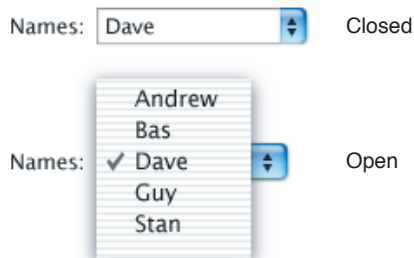 Names: Dave Closed
Andrew
Bas
Names: ✓ Dave Open
Guy
Stan